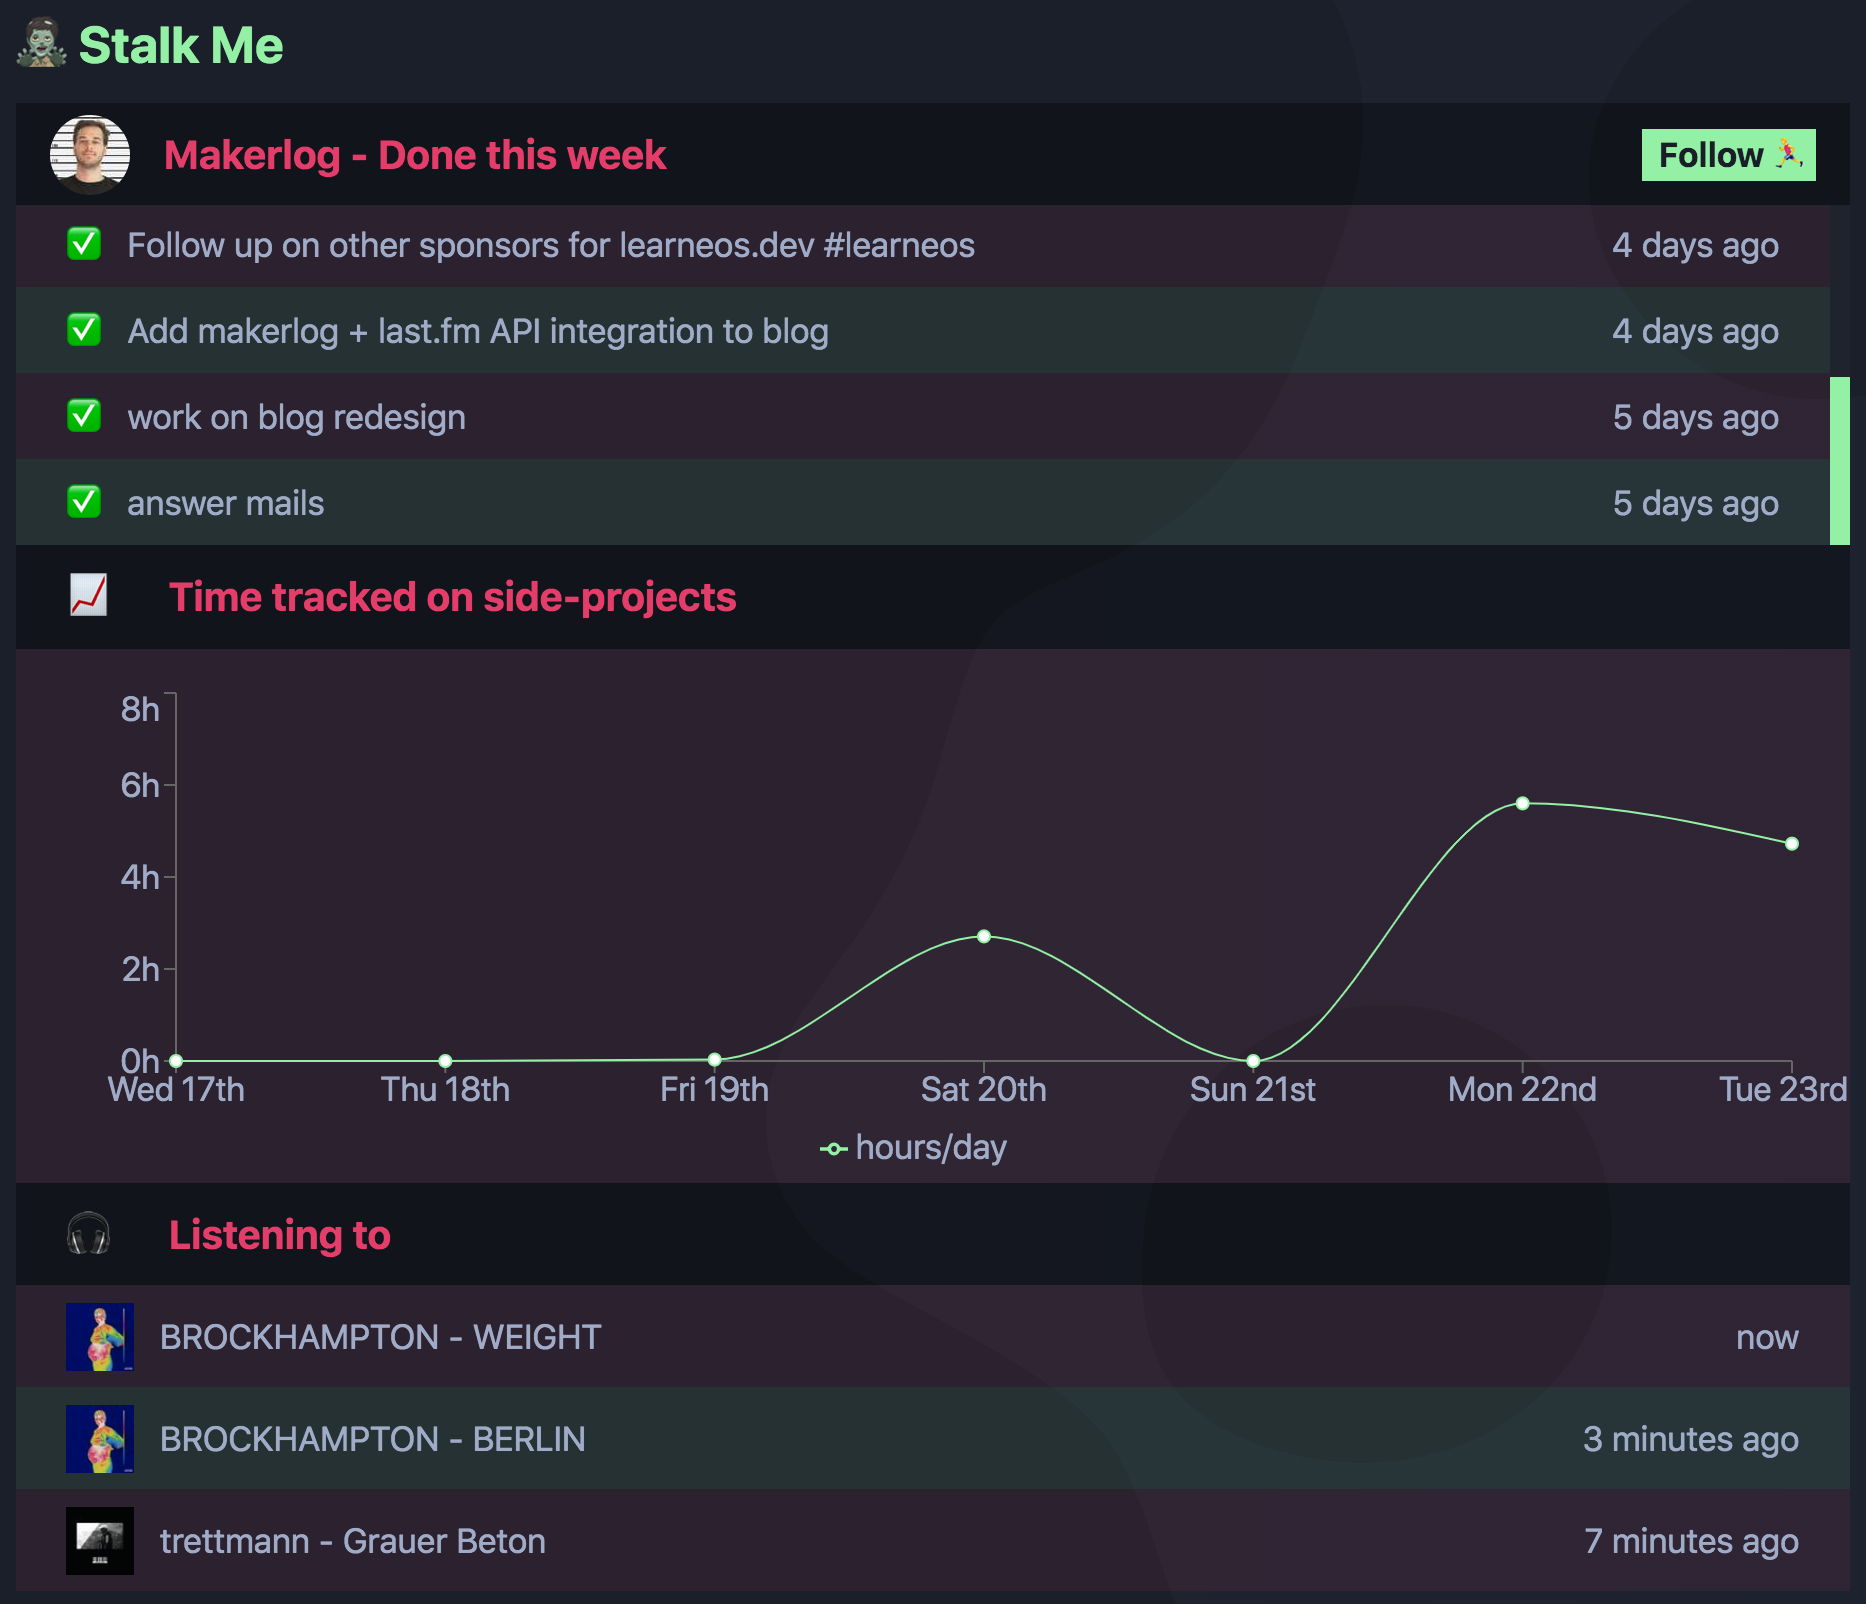 Stalk Me
Makerlog - Done this week
Follow
Follow up on other sponsors for learneos.dev #learneos 4 days ago
Add makerlog + last.fm API integration to blog 4 days ago
work on blog redesign 5 days ago
answer mails 5 days ago
Time tracked on side-projects
8h
6h
4h
2h
0h
Wed 17th Thu 18th Fri 19th Sat 20th Sun 21st Mon 22nd Tue 23rd
hours/day
Listening to
BROCKHAMPTON - WEIGHT now
BROCKHAMPTON - BERLIN 3 minutes ago
trettmann - Grauer Beton 7 minutes ago